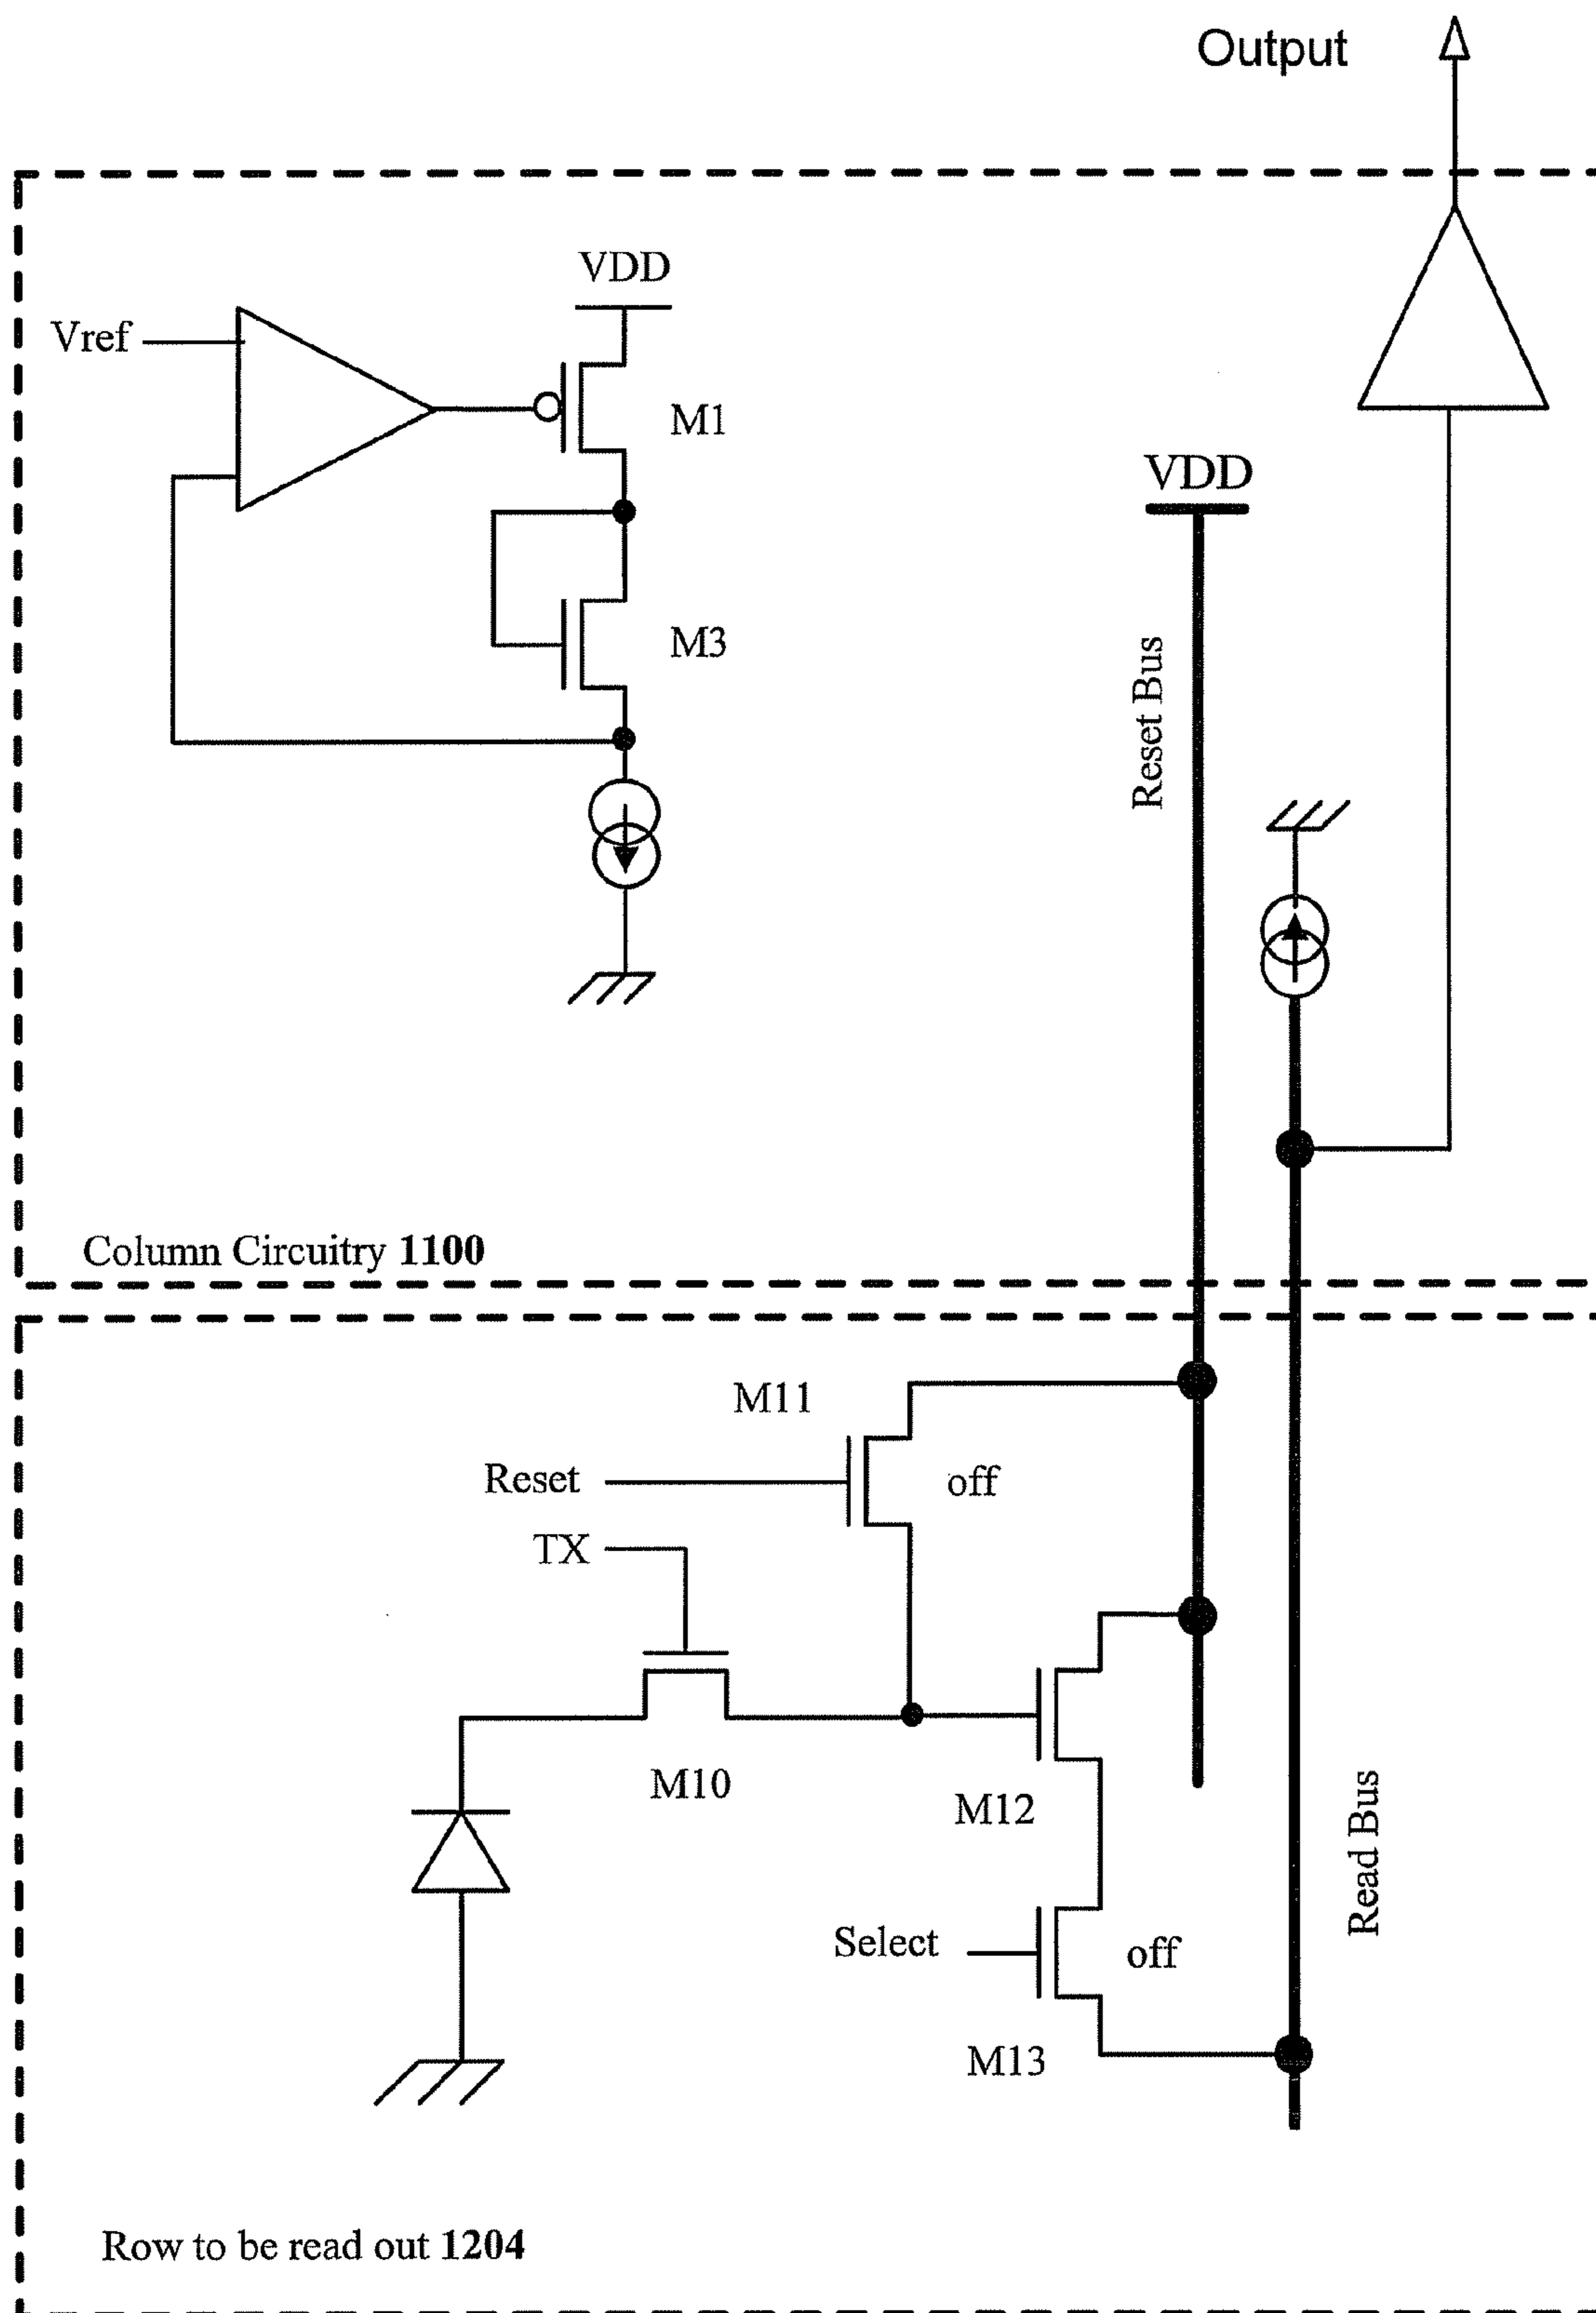 Output
VDD
Vref
M1
VDD
M3
Reset Bus
Column Circuitry 1100
M11
Reset
off
TX
M10
M12
Read Bus
Select
off
M13
Row to be read out 1204